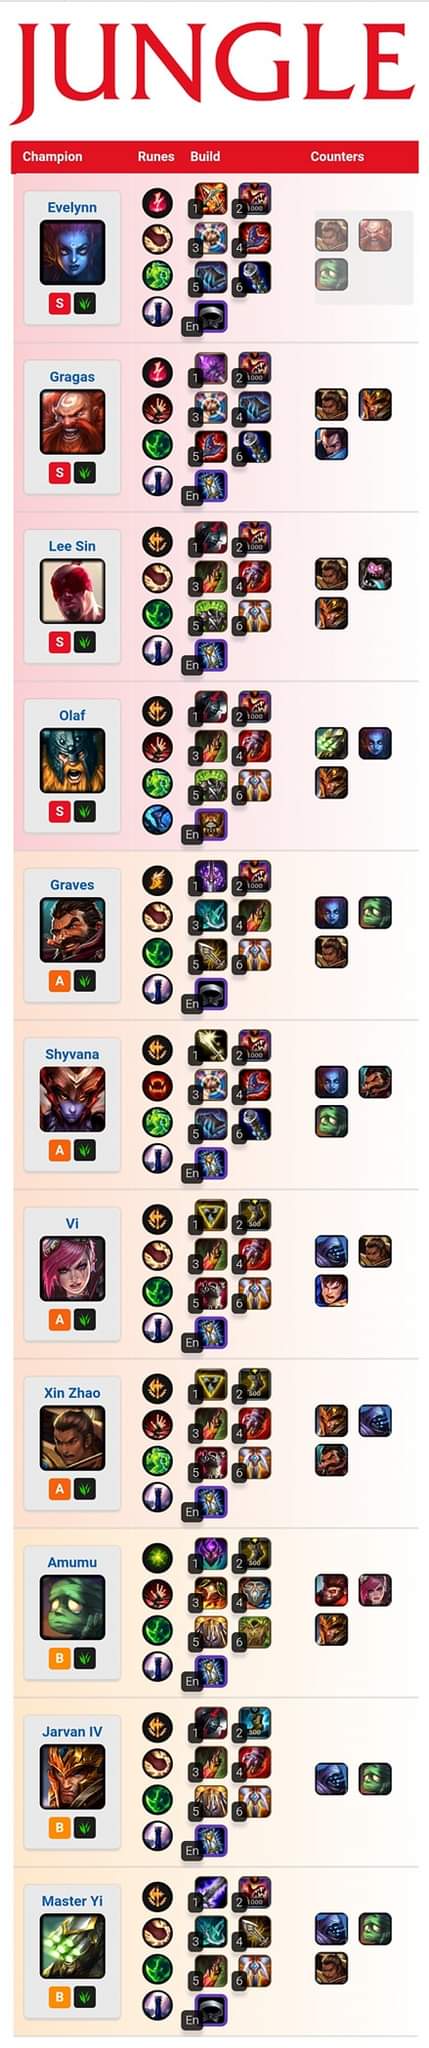 JUNGLE
Champion Runes Build Counters
Evelynn
S
1 2 1000
3 4
5 6
En
Gragas
S
1 2 1000
3 4
5 6
En
Lee Sin
S
1 2 1000
3 4
5 6
En
Olaf
S
1 2 1000
3 4
5 6
En
Graves
A
1 2 1000
3 4
5 6
En
Shyvana
A
1 2 1000
3 4
5 6
En
Vi
A
1 2 500
3 4
5 6
En
Xin Zhao
A
1 2 500
3 4
5 6
En
Amumu
B
1 2 500
3 4
5 6
En
Jarvan IV
B
1 2 500
3 4
5 6
En
Master Yi
B
1 2 1000
3 4
5 6
En